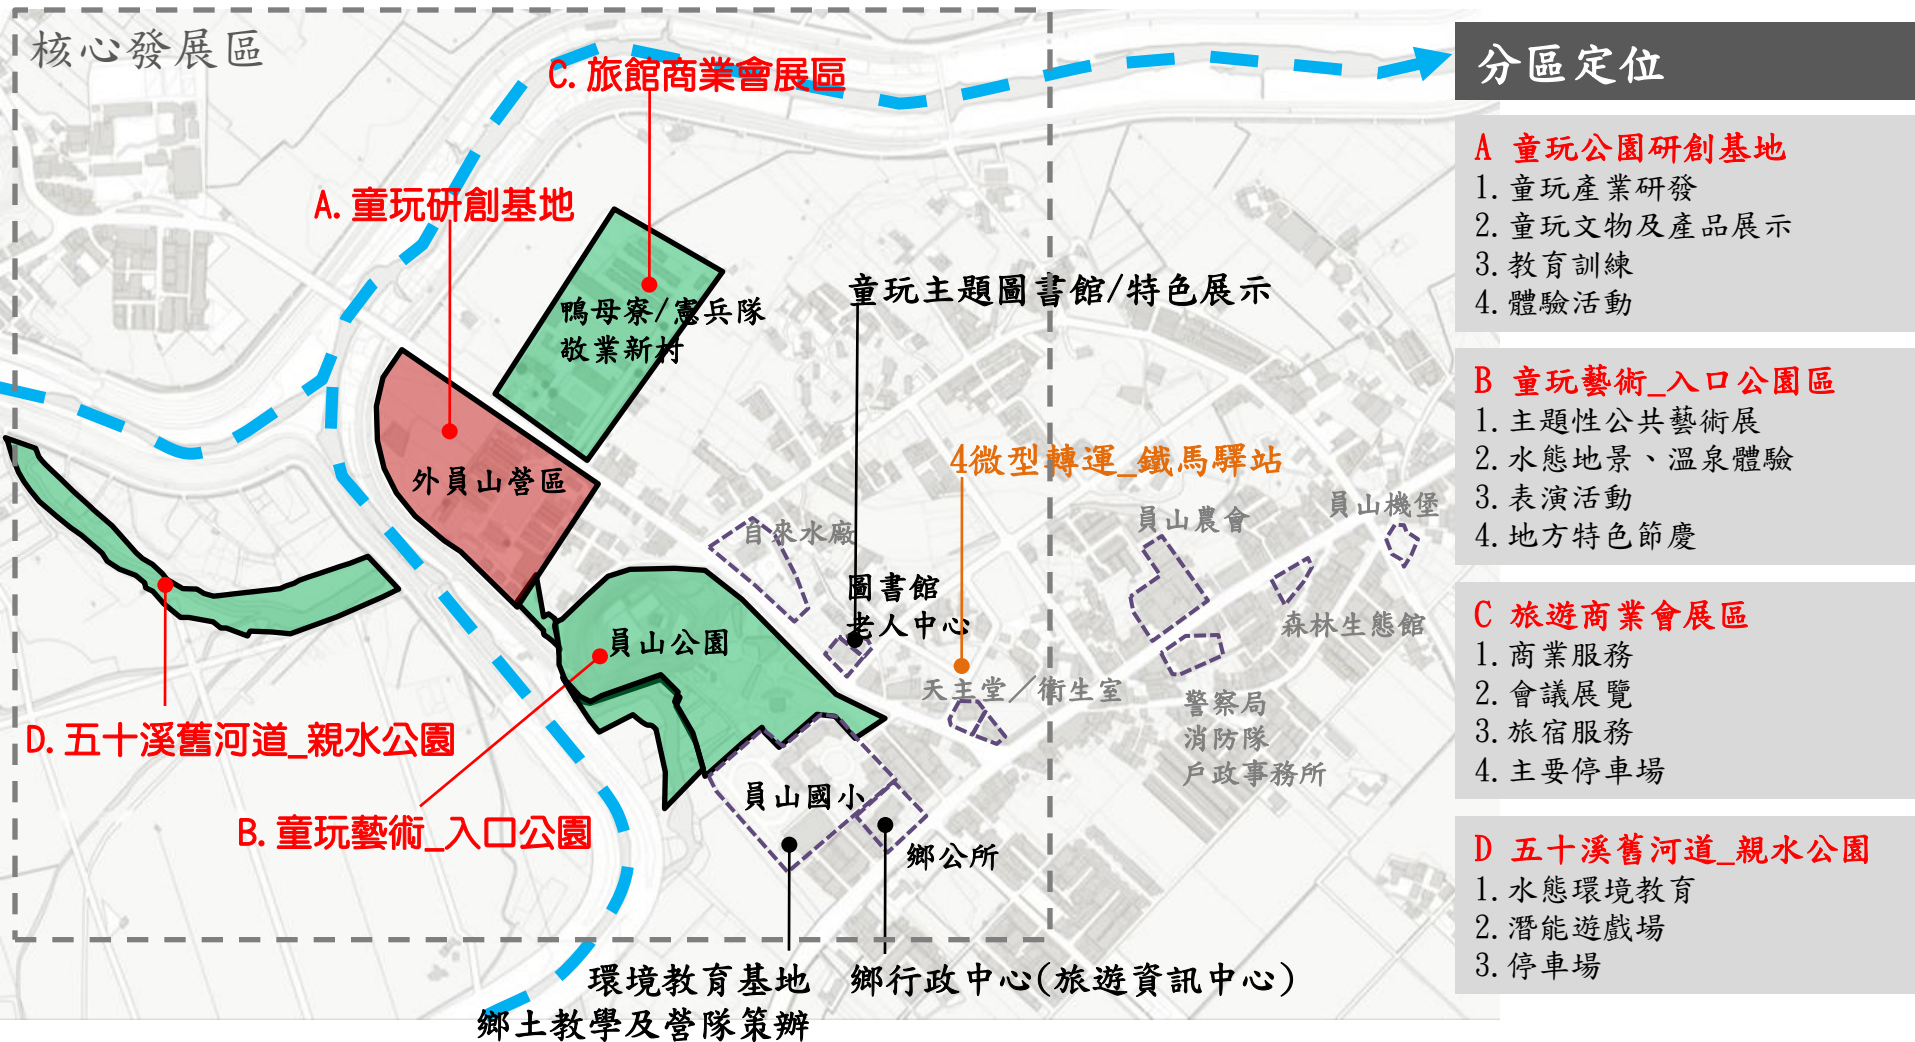 核心發展區
C. 旅館商業會展區
A. 童玩研創基地
鴨母寮/憲兵隊
敬業新村
童玩主題圖書館/特色展示
外員山營區
4微型轉運_鐵馬驛站
自來水廠
員山農會
員山機堡
圖書館
老人中心
森林生態館
員山公園
天主堂／衛生室
警察局
消防隊
戶政事務所
D. 五十溪舊河道_親水公園
B. 童玩藝術_入口公園
員山國小
鄉公所
環境教育基地
鄉土教學及營隊策辦
鄉行政中心(旅遊資訊中心)
分區定位
A 童玩公園研創基地
1.童玩產業研發
2.童玩文物及產品展示
3.教育訓練
4.體驗活動
B 童玩藝術_入口公園區
1.主題性公共藝術展
2.水態地景、溫泉體驗
3.表演活動
4.地方特色節慶
C 旅遊商業會展區
1.商業服務
2.會議展覽
3.旅宿服務
4.主要停車場
D 五十溪舊河道_親水公園
1.水態環境教育
2.潛能遊戲場
3.停車場